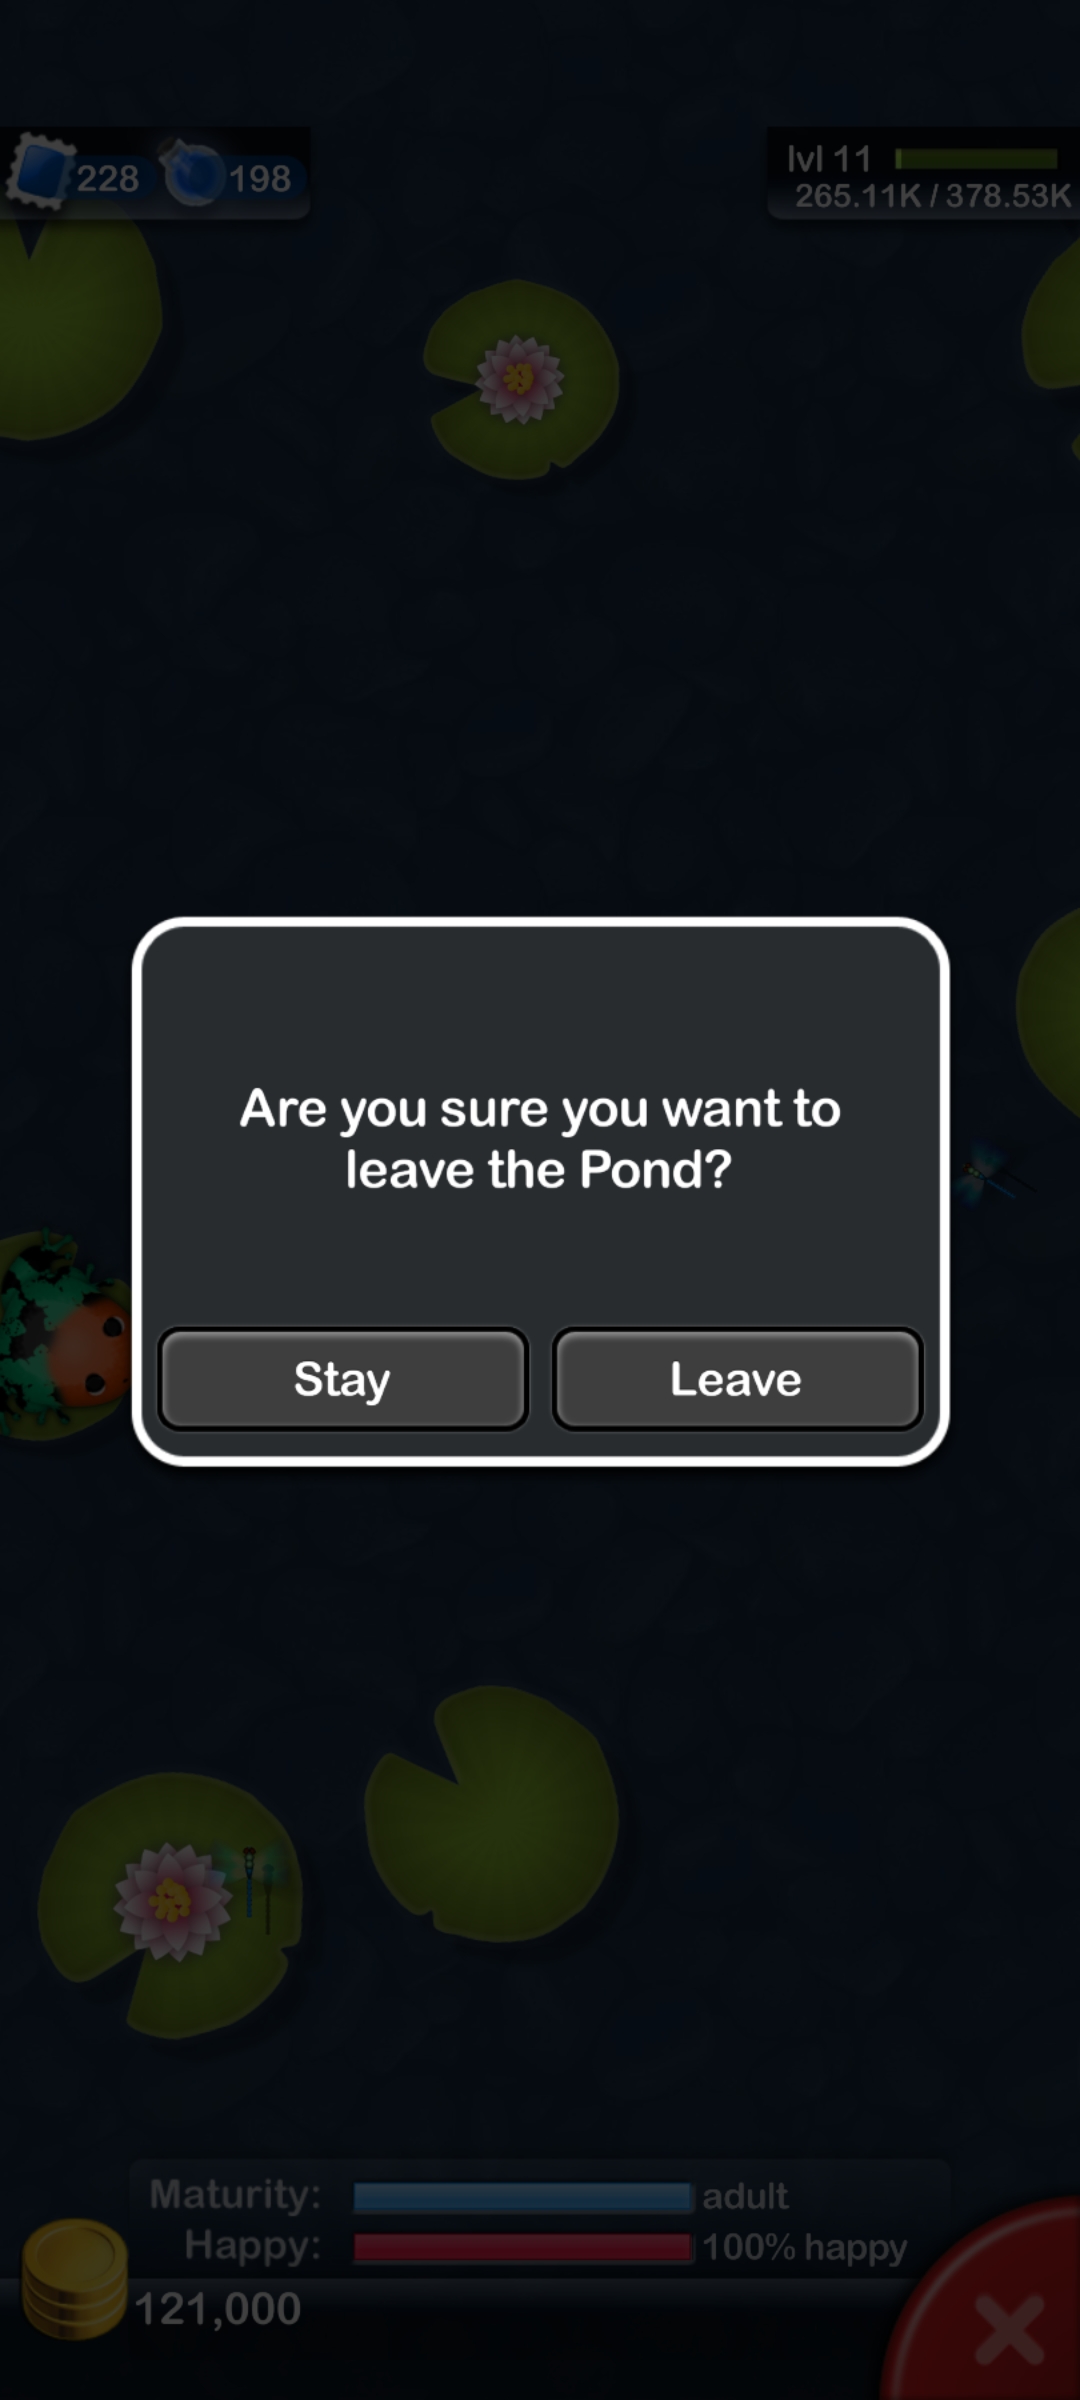 228 198
lvl 11
265.11K / 378.53K
Are you sure you want to
leave the Pond?
Stay Leave
Maturity: adult
Happy: 100% happy
121,000